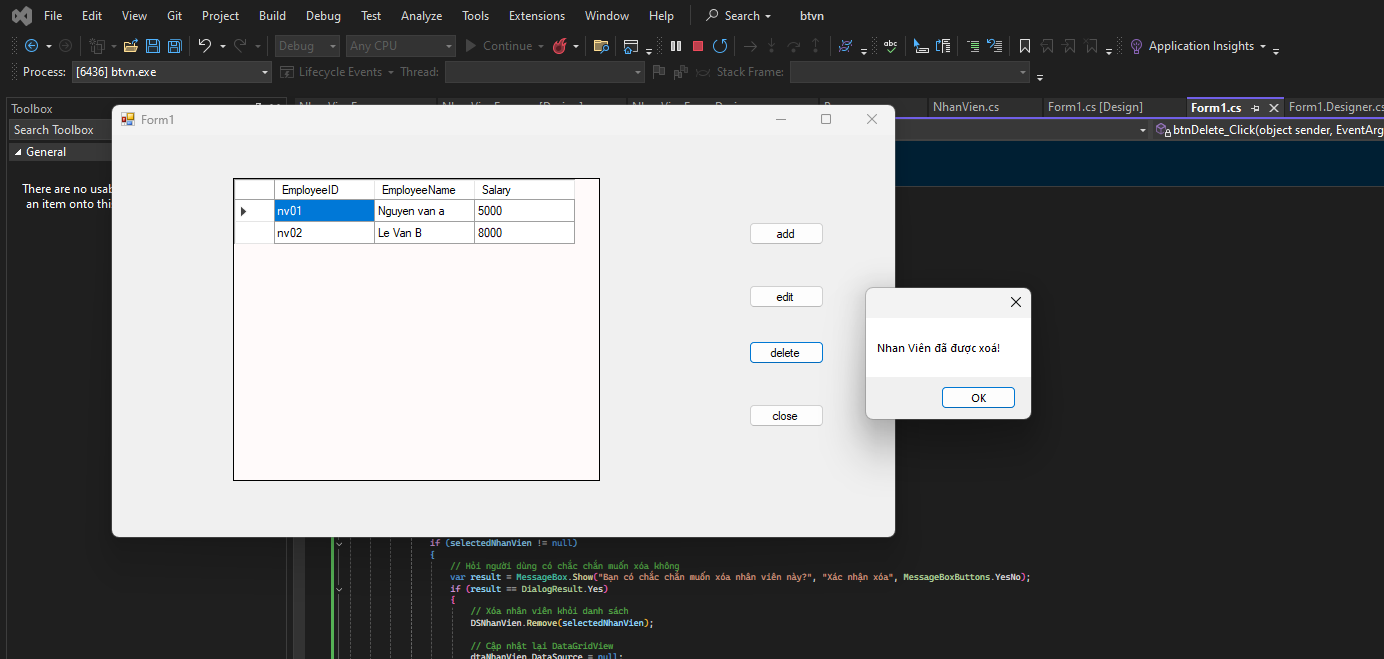 File Edit View Git Project Build Debug Test Analyze Tools Extensions Window Help Search btvn
Debug Any CPU Continue Application Insights
Process: [6436] btvn.exe Lifecycle Events Thread: Stack Frame:
Toolbox
NhanVien.cs Form1.cs [Design] Form1.cs Form1.Designer.cs
Search Toolbox
btnDelete_Click(object sender, EventArg
General
There are no usab
an item onto thi
Form1
EmployeeID EmployeeName Salary
nv01 Nguyen van a 5000
nv02 Le Van B 8000
add
edit
delete
close
Nhan Viên đã được xoá!
OK
if (selectedNhanVien != null)
{
// Hỏi người dùng có chắc chắn muốn xóa không
var result = MessageBox.Show("Bạn có chắc chắn muốn xóa nhân viên này?", "Xác nhận xóa", MessageBoxButtons.YesNo);
if (result == DialogResult.Yes)
{
// Xóa nhân viên khỏi danh sách
DSNhanVien.Remove(selectedNhanVien);
// Cập nhật lại DataGridView
dtaNhanVien.DataSource = null;